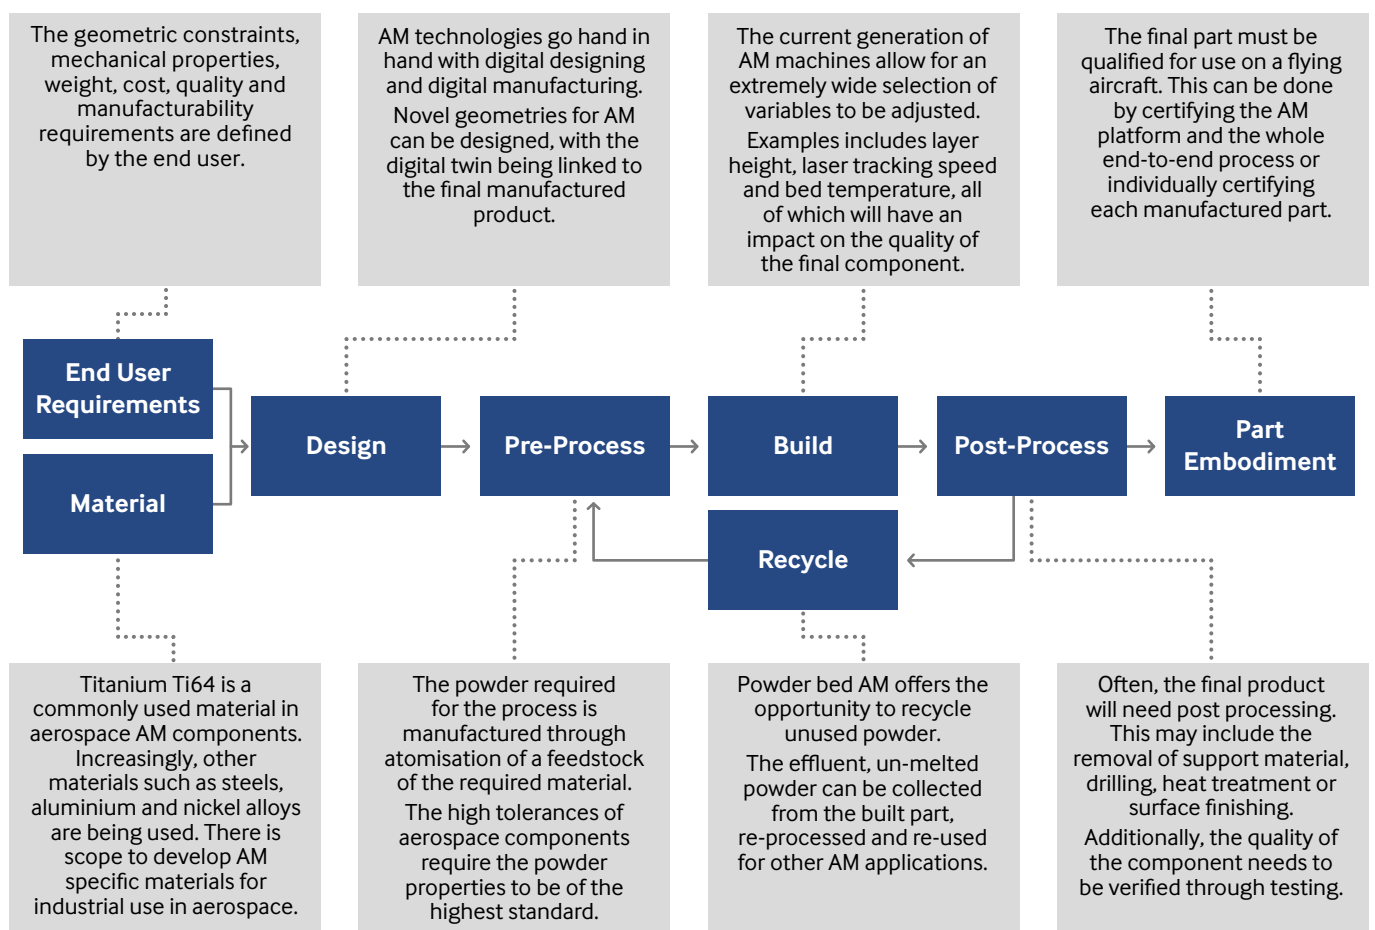 The geometric constraints,
mechanical properties,
weight, cost, quality and
manufacturability
requirements are defined
by the end user.
AM technologies go hand in
hand with digital designing
and digital manufacturing.
Novel geometries for AM
can be designed, with the
digital twin being linked to
the final manufactured
product.
The current generation of
AM machines allow for an
extremely wide selection of
variables to be adjusted.
Examples includes layer
height, laser tracking speed
and bed temperature, all
of which will have an
impact on the quality of
the final component.
The final part must be
qualified for use on a flying
aircraft. This can be done
by certifying the AM
platform and the whole
end-to-end process or
individually certifying
each manufactured part.
End User
Requirements
Material
Design
Pre-Process
Build
Post-Process
Part
Embodiment
Recycle
Titanium Ti64 is a
commonly used material in
aerospace AM components.
Increasingly, other
materials such as steels,
aluminium and nickel alloys
are being used. There is
scope to develop AM
specific materials for
industrial use in aerospace.
The powder required
for the process is
manufactured through
atomisation of a feedstock
of the required material.
The high tolerances of
aerospace components
require the powder
properties to be of the
highest standard.
Powder bed AM offers the
opportunity to recycle
unused powder.
The effluent, un-melted
powder can be collected
from the built part,
re-processed and re-used
for other AM applications.
Often, the final product
will need post processing.
This may include the
removal of support material,
drilling, heat treatment or
surface finishing.
Additionally, the quality of
the component needs to
be verified through testing.